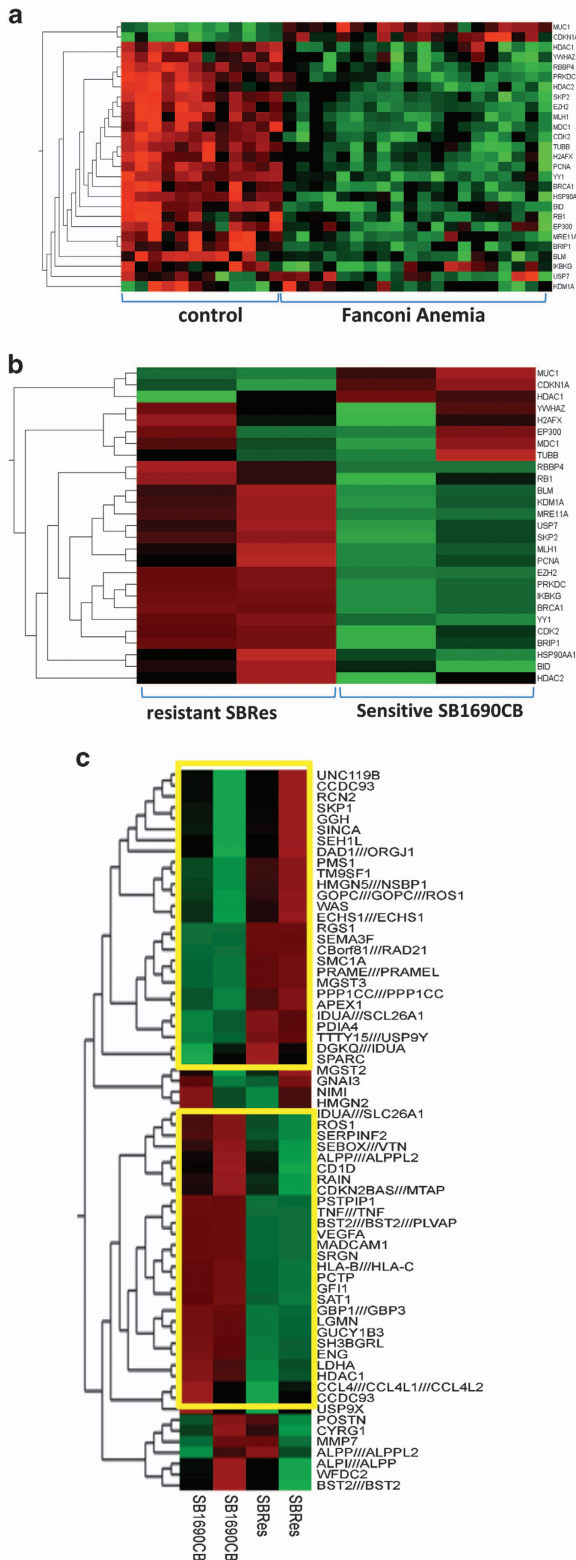 a
MUC1
CDKN1A
HDAC1
YWHAZ
RBBP4
PRKDC
HDAC2
SKP2
EZH2
MLH1
MDC1
CDK2
TUBB
H2AFX
PCNA
YY1
BRCA1
HSP90A
BID
RB1
EP300
MRE11A
BRIP1
BLM
IKBKG
USP7
KDM1A
control
Fanconi Anemia
b
MUC1
CDKN1A
HDAC1
YWHAZ
H2AFX
EP300
MDC1
TUBB
RBBP4
RB1
BLM
KDM1A
MRE11A
USP7
SKP2
MLH1
PCNA
EZH2
PRKDC
IKBKG
BRCA1
YY1
CDK2
BRIP1
HSP90AA1
BID
HDAC2
resistant SBRes
Sensitive SB1690CB
c
UNC119B
CCDC93
RCN2
SKP1
GGH
SINCA
SEH1L
DAD1///ORGJ1
PMS1
TM9SF1
HMGN5///NSBP1
GOPC///GOPC///ROS1
WAS
ECHS1///ECHS1
RGS1
SEMA3F
CBorf81///RAD21
SMC1A
PRAME///PRAMEL
MGST3
PPP1CC///PPP1CC
APEX1
IDUA///SCL26A1
PDIA4
TTTY15///USP9Y
DGKQ///IDUA
SPARC
MGST2
GNAI3
NIMI
HMGN2
IDUA///SLC26A1
ROS1
SERPINF2
SEBOX///VTN
ALPP///ALPPL2
CD1D
RAIN
CDKN2BAS///MTAP
PSTPIP1
TNF///TNF
BST2///BST2///PLVAP
VEGFA
MADCAM1
SRGN
HLA-B///HLA-C
PCTP
GFI1
SAT1
GBP1///GBP3
LGMN
GUCY1B3
SH3BGRL
ENG
LDHA
HDAC1
CCL4///CCL4L1///CCL4L2
CCDC93
USP9X
POSTN
CYRG1
MMP7
ALPP///ALPPL2
ALPI///ALPP
WFDC2
BST2///BST2
SB1690CB
SB1690CB
SBRes
SBRes